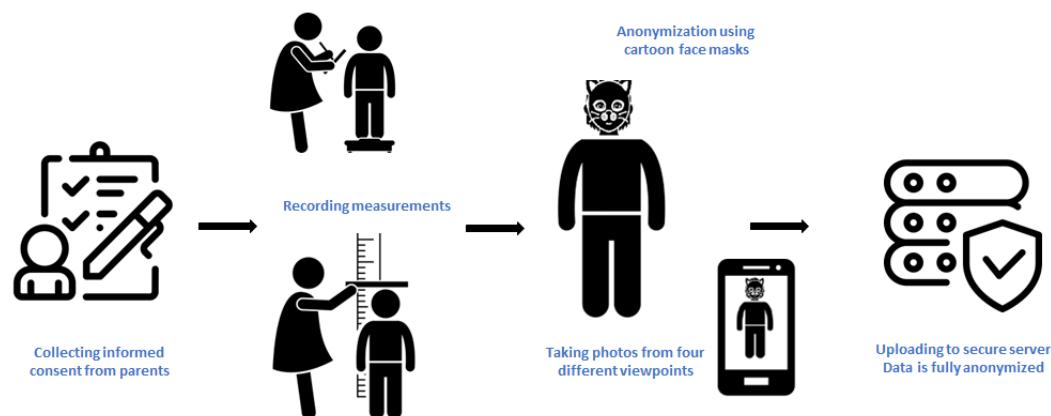 Anonymization using
cartoon face masks
Recording measurements
Collecting informed
consent from parents
Taking photos from four
different viewpoints
Uploading to secure server
Data is fully anonymized